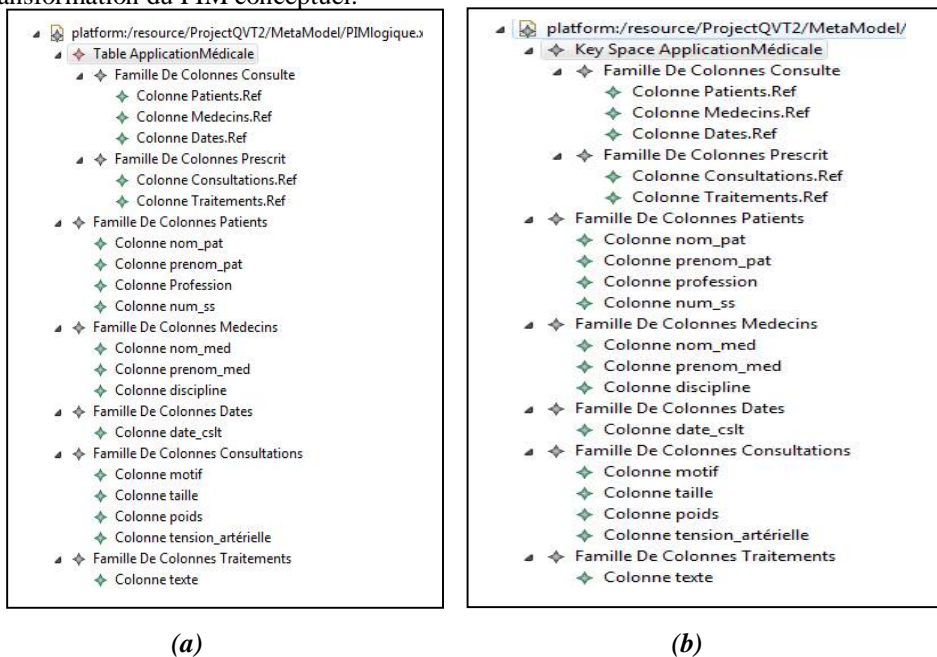 ansformation du PIM conceptuel.
platform:/resource/ProjectQVT2/MetaModel/PIMlogique.x
Table ApplicationMédicale
Famille De Colonnes Consulte
Colonne Patients.Ref
Colonne Medecins.Ref
Colonne Dates.Ref
Famille De Colonnes Prescrit
Colonne Consultations.Ref
Colonne Traitements.Ref
Famille De Colonnes Patients
Colonne nom_pat
Colonne prenom_pat
Colonne Profession
Colonne num_ss
Famille De Colonnes Medecins
Colonne nom_med
Colonne prenom_med
Colonne discipline
Famille De Colonnes Dates
Colonne date_cslt
Famille De Colonnes Consultations
Colonne motif
Colonne taille
Colonne poids
Colonne tension_artérielle
Famille De Colonnes Traitements
Colonne texte
(a)
platform:/resource/ProjectQVT2/MetaModel/
Key Space ApplicationMédicale
Famille De Colonnes Consulte
Colonne Patients.Ref
Colonne Medecins.Ref
Colonne Dates.Ref
Famille De Colonnes Prescrit
Colonne Consultations.Ref
Colonne Traitements.Ref
Famille De Colonnes Patients
Colonne nom_pat
Colonne prenom_pat
Colonne profession
Colonne num_ss
Famille De Colonnes Medecins
Colonne nom_med
Colonne prenom_med
Colonne discipline
Famille De Colonnes Dates
Colonne date_cslt
Famille De Colonnes Consultations
Colonne motif
Colonne taille
Colonne poids
Colonne tension_artérielle
Famille De Colonnes Traitements
Colonne texte
(b)